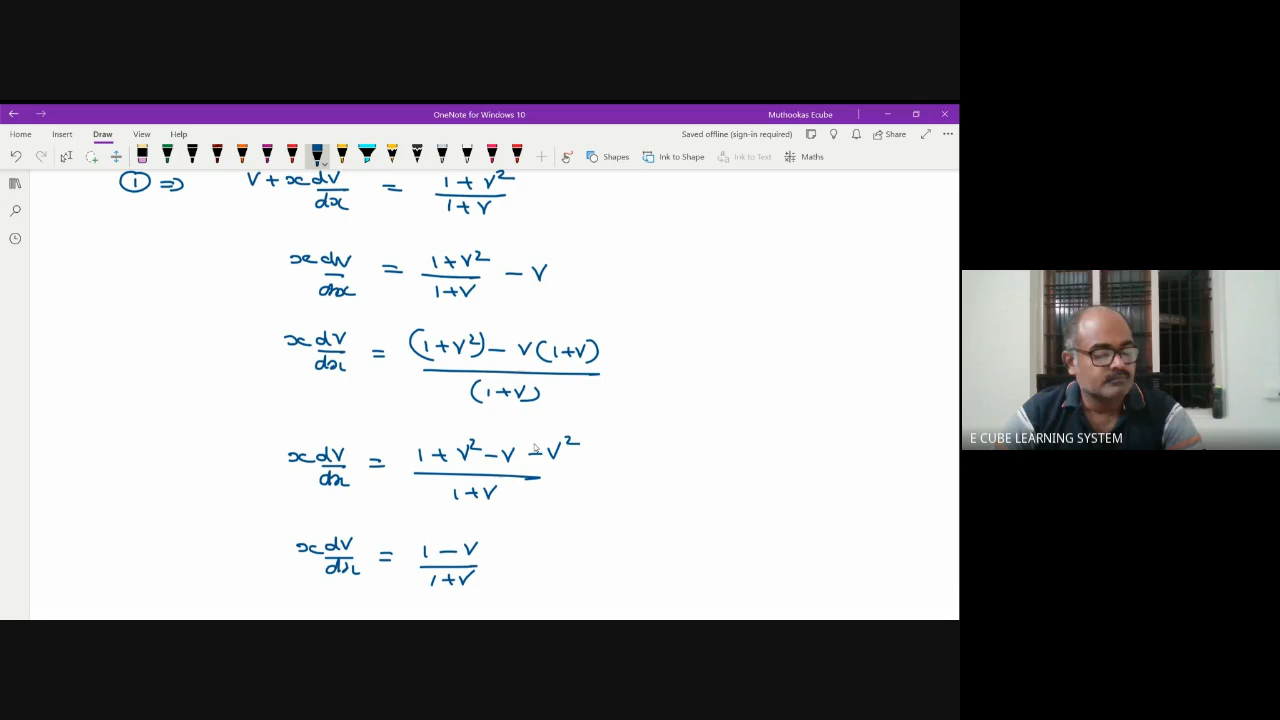 OneNote for Windows 10
Muthookas Ecube
Home Insert Draw View Help
Saved offline (sign-in required)
Share
Shapes
Ink to Shape
Ink to Text
Maths
① ⇒ V + x dV/dx = (1 + V²)/(1 + V)
x dV/dx = (1 + V²)/(1 + V) − V
x dV/dx = ((1 + V²) − V(1 + V))/((1 + V))
x dV/dx = (1 + V² − V − V²)/(1 + V)
x dV/dx = (1 − V)/(1 + V)
E CUBE LEARNING SYSTEM